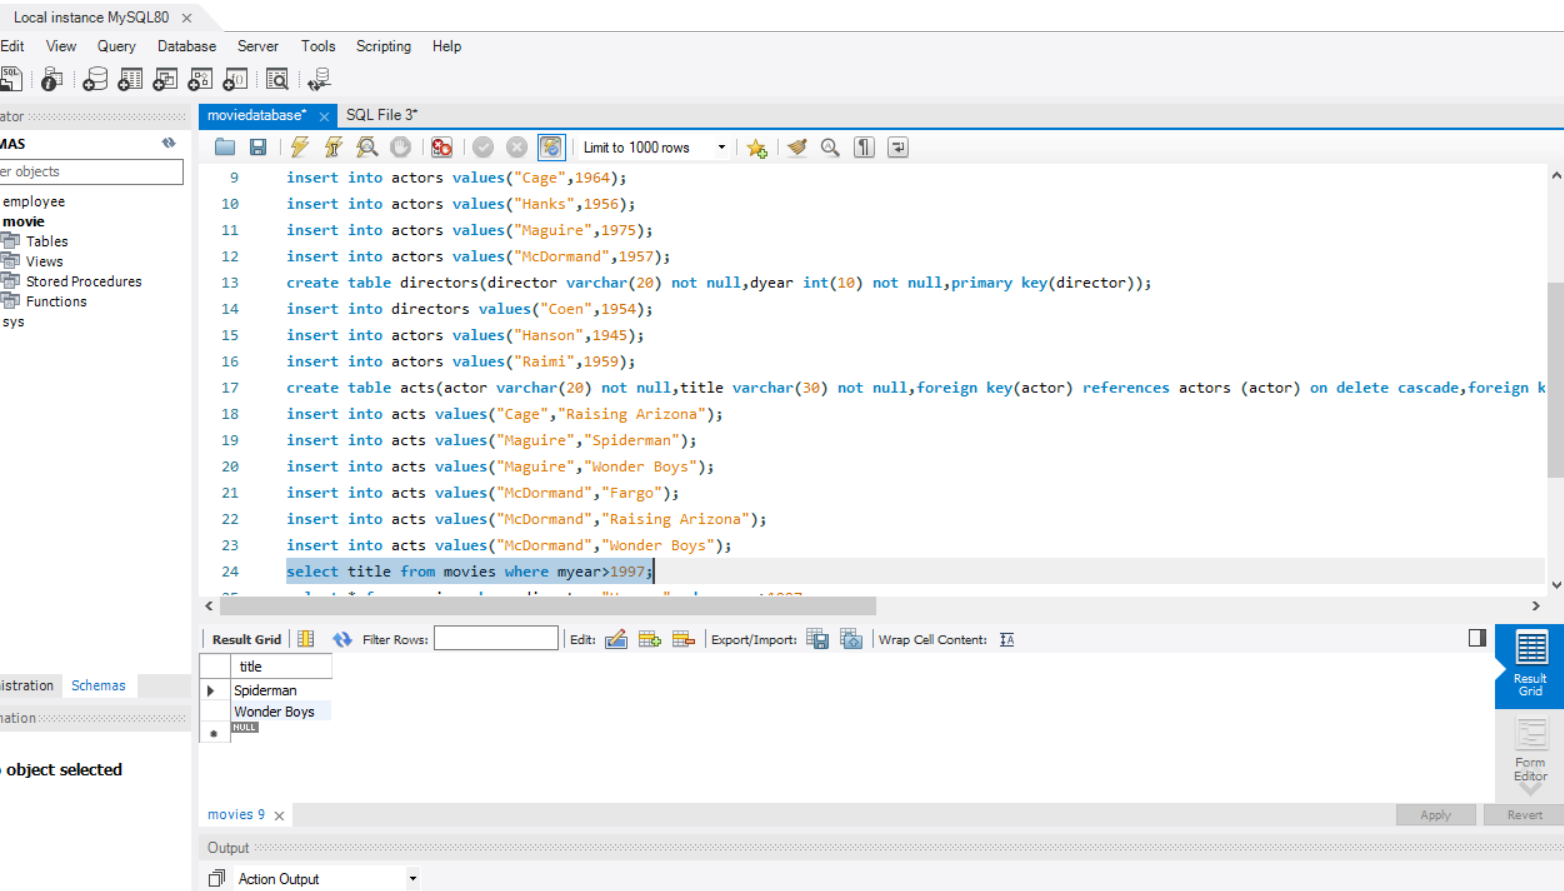 Local instance MySQL80
Edit View Query Database Server Tools Scripting Help
moviedatabase* SQL File 3*
Limit to 1000 rows
employee
movie
Tables
Views
Stored Procedures
Functions
sys
9 insert into actors values("Cage",1964);
10 insert into actors values("Hanks",1956);
11 insert into actors values("Maguire",1975);
12 insert into actors values("McDormand",1957);
13 create table directors(director varchar(20) not null,dyear int(10) not null,primary key(director));
14 insert into directors values("Coen",1954);
15 insert into actors values("Hanson",1945);
16 insert into actors values("Raimi",1959);
17 create table acts(actor varchar(20) not null,title varchar(30) not null,foreign key(actor) references actors (actor) on delete cascade,foreign k
18 insert into acts values("Cage","Raising Arizona");
19 insert into acts values("Maguire","Spiderman");
20 insert into acts values("Maguire","Wonder Boys");
21 insert into acts values("McDormand","Fargo");
22 insert into acts values("McDormand","Raising Arizona");
23 insert into acts values("McDormand","Wonder Boys");
24 select title from movies where myear>1997;
Result Grid Filter Rows: Edit: Export/Import: Wrap Cell Content:
title
Spiderman
Wonder Boys
NULL
Result
Grid
Form
Editor
istration Schemas
object selected
movies 9 Apply Revert
Output
Action Output
ator
MAS
er objects
nation